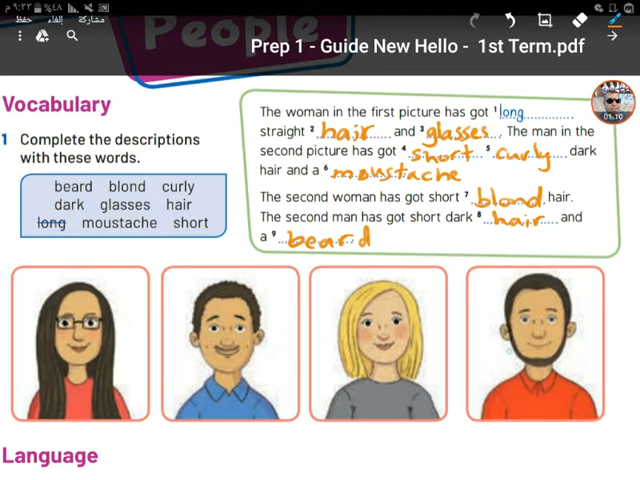 م ٩:٣٣ ٤٨%
حفظ إلغاء مشاركة
People
Prep 1 - Guide New Hello - 1st Term.pdf
01:10
Vocabulary
1 Complete the descriptions
with these words.
beard blond curly
dark glasses hair
long moustache short
The woman in the first picture has got ¹ long
straight ² hair and ³ glasses. The man in the
second picture has got ⁴ short ⁵ curly dark
hair and a ⁶ moustache
The second woman has got short ⁷ blond hair.
The second man has got short dark ⁸ hair and
a ⁹ beard
Language